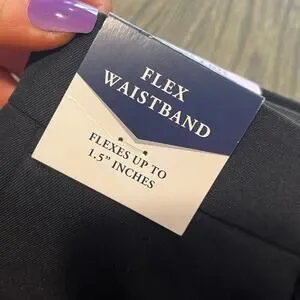 FLEX
WAISTBAND
FLEXES UP TO
1.5" INCHES